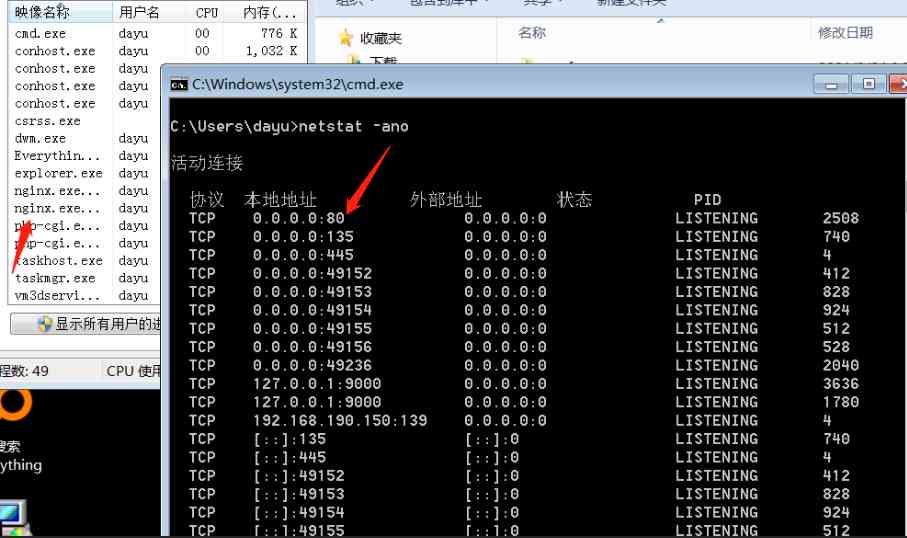 映像名称 用户名 CPU 内存(...
cmd.exe dayu 00 776 K
conhost.exe dayu 00 1,032 K
conhost.exe dayu
conhost.exe dayu
conhost.exe dayu
csrss.exe
dwm.exe dayu
Everythin... dayu
explorer.exe dayu
nginx.exe... dayu
nginx.exe... dayu
php-cgi.e... dayu
php-cgi.e... dayu
taskhost.exe dayu
taskmgr.exe dayu
vm3dservi... dayu
显示所有用户的进
程数: 49 CPU 使用
搜索
ything
组织 包含到库中 共享 新建文件夹
收藏夹
下载
名称 修改日期
C:\Windows\system32\cmd.exe
C:\Users\dayu>netstat -ano
活动连接
协议 本地地址 外部地址 状态 PID
TCP 0.0.0.0:80 0.0.0.0:0 LISTENING 2508
TCP 0.0.0.0:135 0.0.0.0:0 LISTENING 740
TCP 0.0.0.0:445 0.0.0.0:0 LISTENING 4
TCP 0.0.0.0:49152 0.0.0.0:0 LISTENING 412
TCP 0.0.0.0:49153 0.0.0.0:0 LISTENING 828
TCP 0.0.0.0:49154 0.0.0.0:0 LISTENING 924
TCP 0.0.0.0:49155 0.0.0.0:0 LISTENING 512
TCP 0.0.0.0:49156 0.0.0.0:0 LISTENING 528
TCP 0.0.0.0:49236 0.0.0.0:0 LISTENING 2040
TCP 127.0.0.1:9000 0.0.0.0:0 LISTENING 3636
TCP 127.0.0.1:9000 0.0.0.0:0 LISTENING 1780
TCP 192.168.190.150:139 0.0.0.0:0 LISTENING 4
TCP [::]:135 [::]:0 LISTENING 740
TCP [::]:445 [::]:0 LISTENING 4
TCP [::]:49152 [::]:0 LISTENING 412
TCP [::]:49153 [::]:0 LISTENING 828
TCP [::]:49154 [::]:0 LISTENING 924
TCP [::]:49155 [::]:0 LISTENING 512